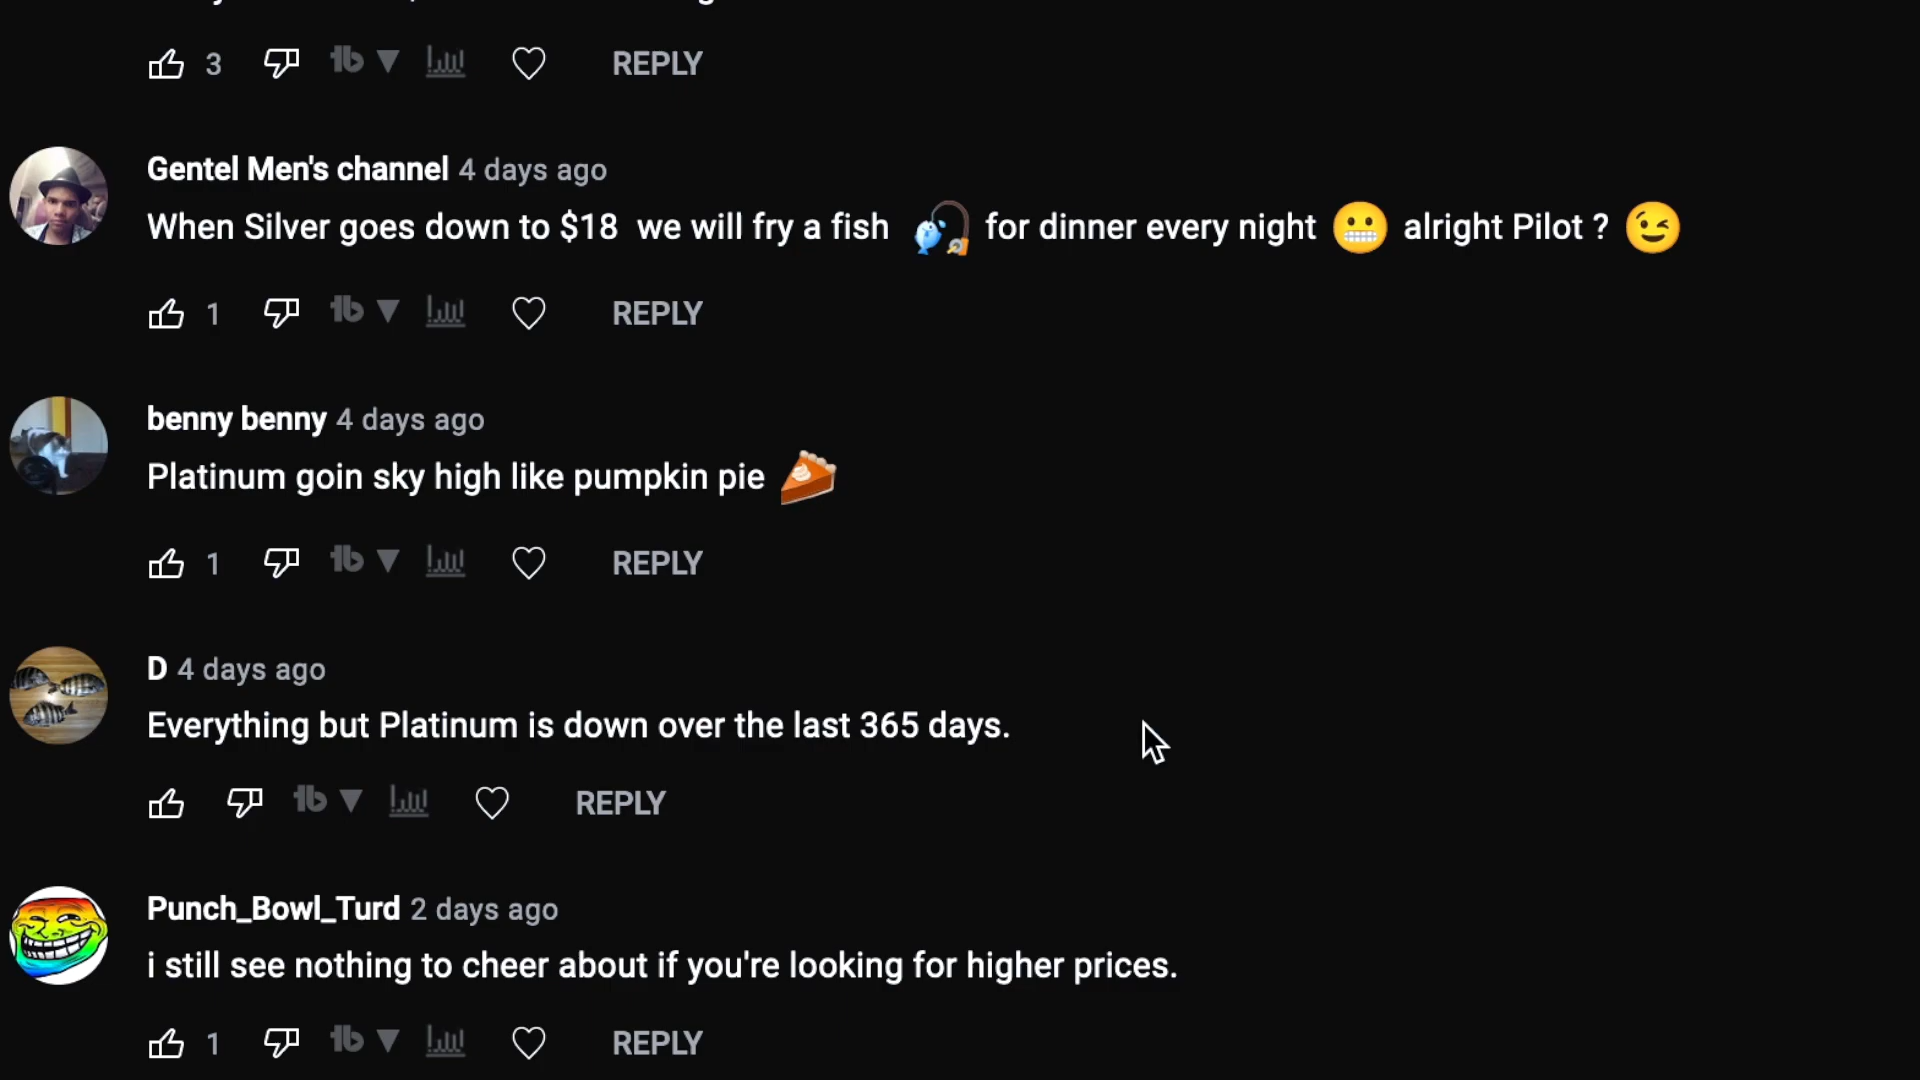 3 REPLY
Gentel Men's channel 4 days ago
When Silver goes down to $18 we will fry a fish 🎣 for dinner every night 😬 alright Pilot ? 😉
1 REPLY
benny benny 4 days ago
Platinum goin sky high like pumpkin pie 🥧
1 REPLY
D 4 days ago
Everything but Platinum is down over the last 365 days.
REPLY
Punch_Bowl_Turd 2 days ago
i still see nothing to cheer about if you're looking for higher prices.
1 REPLY